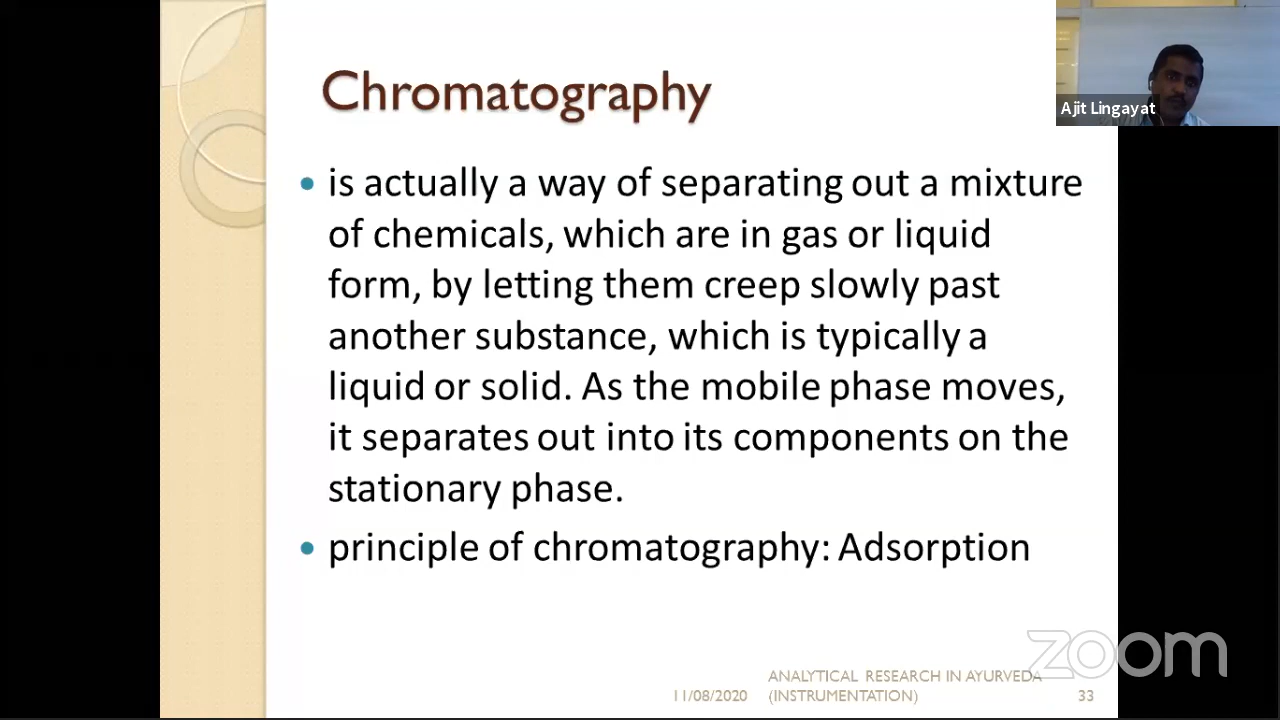 Chromatography
Ajit Lingayat
• is actually a way of separating out a mixture
of chemicals, which are in gas or liquid
form, by letting them creep slowly past
another substance, which is typically a
liquid or solid. As the mobile phase moves,
it separates out into its components on the
stationary phase.
• principle of chromatography: Adsorption
zoom
ANALYTICAL RESEARCH IN AYURVEDA
11/08/2020 (INSTRUMENTATION) 33